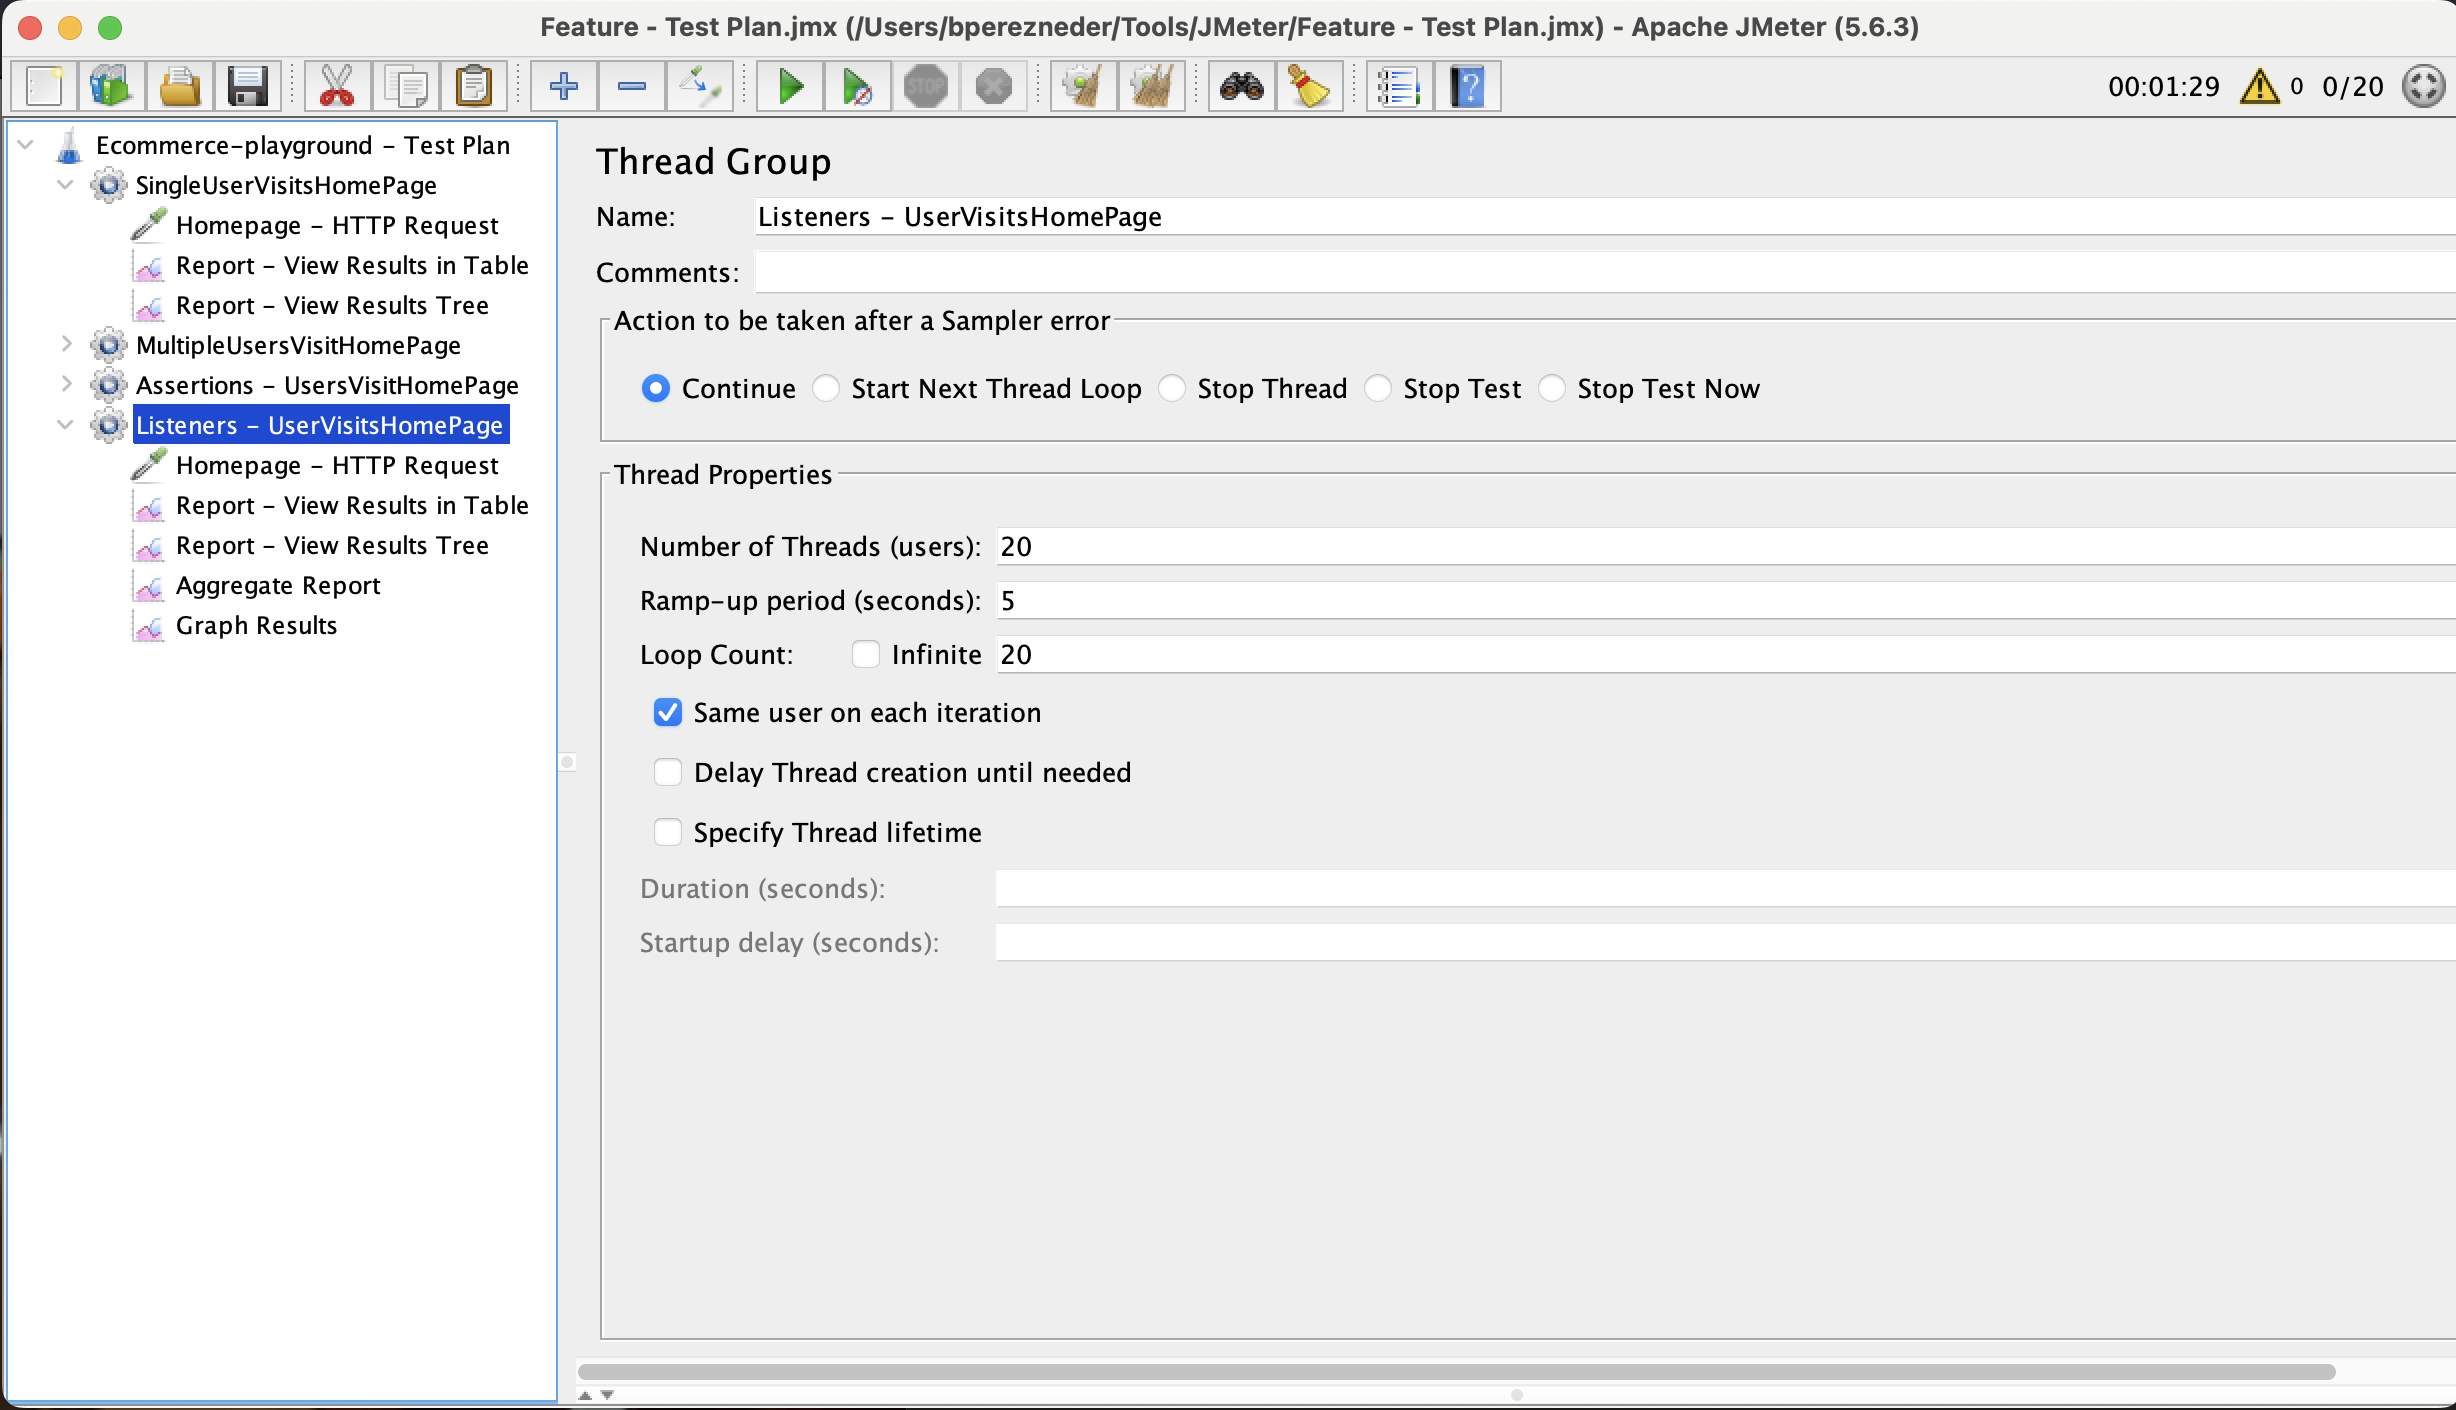 Feature - Test Plan.jmx (/Users/bperezneder/Tools/JMeter/Feature - Test Plan.jmx) - Apache JMeter (5.6.3)
STOP
00:01:29 0 0/20
Ecommerce-playground - Test Plan
SingleUserVisitsHomePage
Homepage - HTTP Request
Report - View Results in Table
Report - View Results Tree
MultipleUsersVisitHomePage
Assertions - UsersVisitHomePage
Listeners - UserVisitsHomePage
Homepage - HTTP Request
Report - View Results in Table
Report - View Results Tree
Aggregate Report
Graph Results
Thread Group
Name: Listeners - UserVisitsHomePage
Comments:
Action to be taken after a Sampler error
Continue Start Next Thread Loop Stop Thread Stop Test Stop Test Now
Thread Properties
Number of Threads (users): 20
Ramp-up period (seconds): 5
Loop Count: Infinite 20
Same user on each iteration
Delay Thread creation until needed
Specify Thread lifetime
Duration (seconds):
Startup delay (seconds):